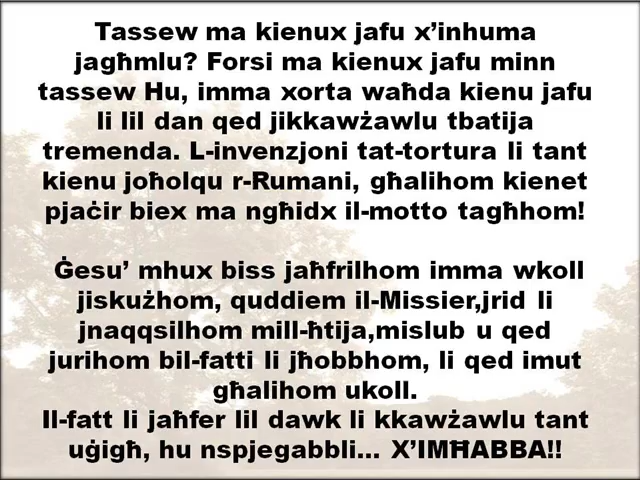 Tassew ma kienux jafu x’inhuma
jagħmlu? Forsi ma kienux jafu minn
tassew Hu, imma xorta waħda kienu jafu
li lil dan qed jikkawżawlu tbatija
tremenda. L-invenzjoni tat-tortura li tant
kienu joħolqu r-Rumani, għalihom kienet
pjaċir biex ma ngħidx il-motto tagħhom!
Ġesu’ mhux biss jaħfrilhom imma wkoll
jiskużhom, quddiem il-Missier,jrid li
jnaqqsilhom mill-ħtija,mislub u qed
jurihom bil-fatti li jħobbhom, li qed imut
għalihom ukoll.
Il-fatt li jaħfer lil dawk li kkawżawlu tant
uġigħ, hu nspjegabbli... X’IMĦABBA!!